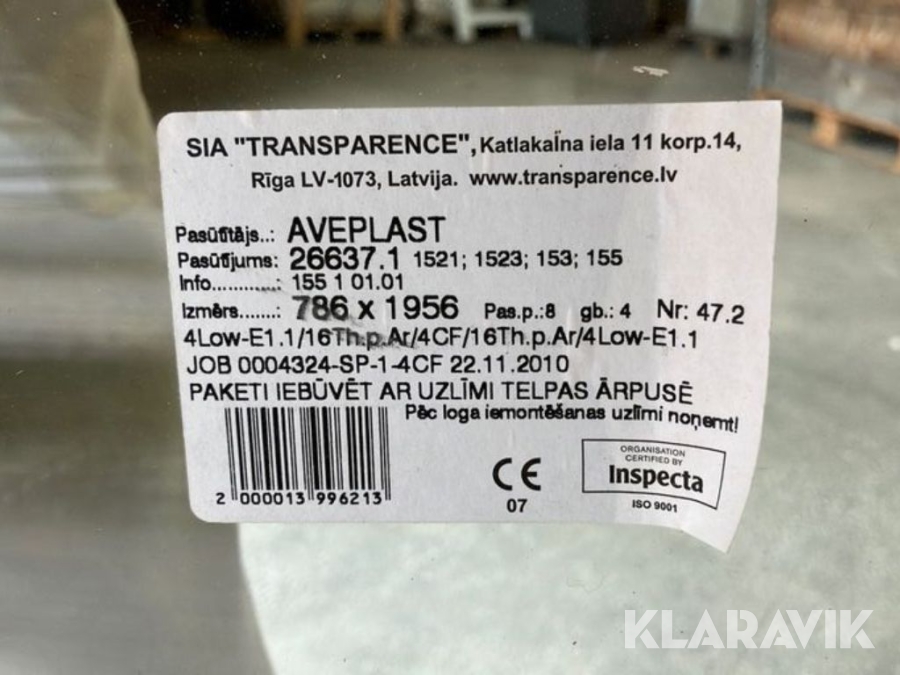 SIA "TRANSPARENCE", Katlakalna iela 11 korp.14,
Rīga LV-1073, Latvija. www.transparence.lv
Pasūtītājs..: AVEPLAST
Pasūtījums: 26637.1 1521; 1523; 153; 155
Info............: 155 1 01.01
Izmērs.......: 786 x 1956 Pas.p.:8 gb.: 4 Nr: 47.2
4Low-E1.1/16Th.p.Ar/4CF/16Th.p.Ar/4Low-E1.1
JOB 0004324-SP-1-4CF 22.11.2010
PAKETI IEBŪVĒT AR UZLĪMI TELPAS ĀRPUSĒ
Pēc loga iemontēšanas uzlīmi noņemt!
2 000013 996213
CE
07
ORGANISATION
CERTIFIED BY
Inspecta
ISO 9001
KLARAVIK